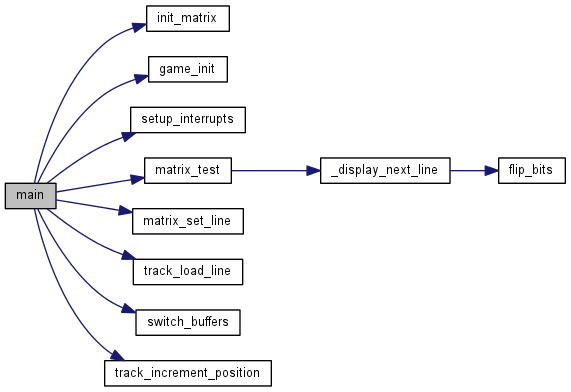 init_matrix
game_init
setup_interrupts
main
matrix_test
_display_next_line
flip_bits
matrix_set_line
track_load_line
switch_buffers
track_increment_position